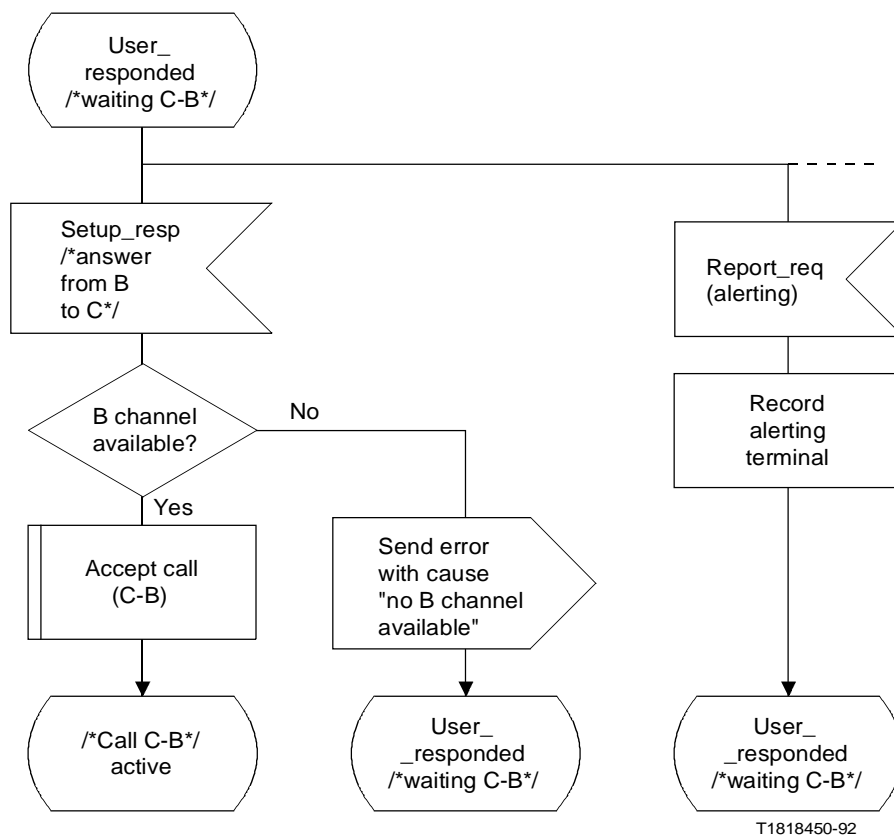 User_
responded
/*waiting C-B*/
Setup_resp
/*answer
from B
to C*/
Report_req
(alerting)
B channel
available?
No
Yes
Record
alerting
terminal
Accept call
(C-B)
Send error
with cause
"no B channel
available"
/*Call C-B*/
active
User_
_responded
/*waiting C-B*/
User_
_responded
/*waiting C-B*/
T1818450-92